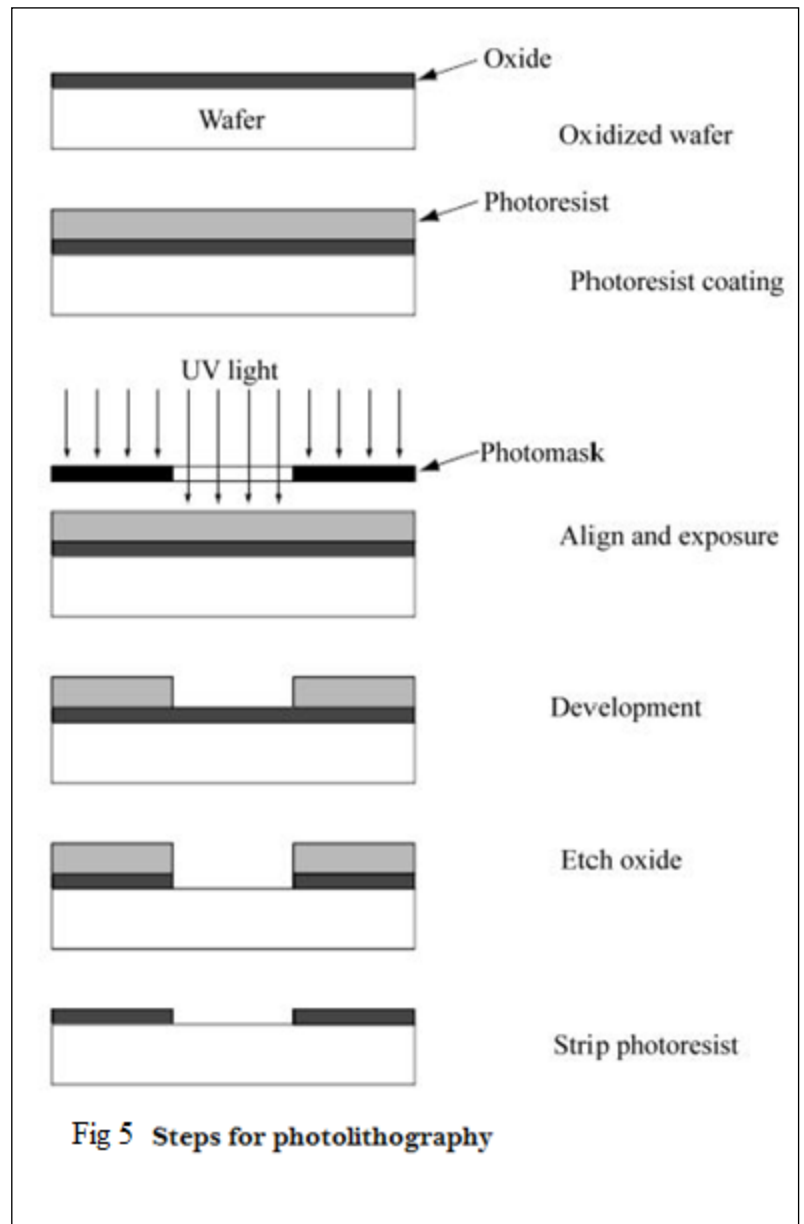 Oxide
Wafer
Oxidized wafer
Photoresist
Photoresist coating
UV light
Photomask
Align and exposure
Development
Etch oxide
Strip photoresist
Fig 5 Steps for photolithography